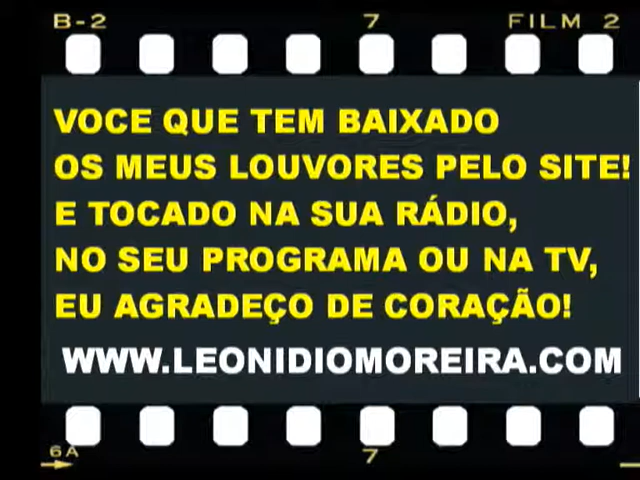 B-2 7 FILM 2
VOCE QUE TEM BAIXADO
OS MEUS LOUVORES PELO SITE!
E TOCADO NA SUA RÁDIO,
NO SEU PROGRAMA OU NA TV,
EU AGRADEÇO DE CORAÇÃO!
WWW.LEONIDIOMOREIRA.COM
6A 7